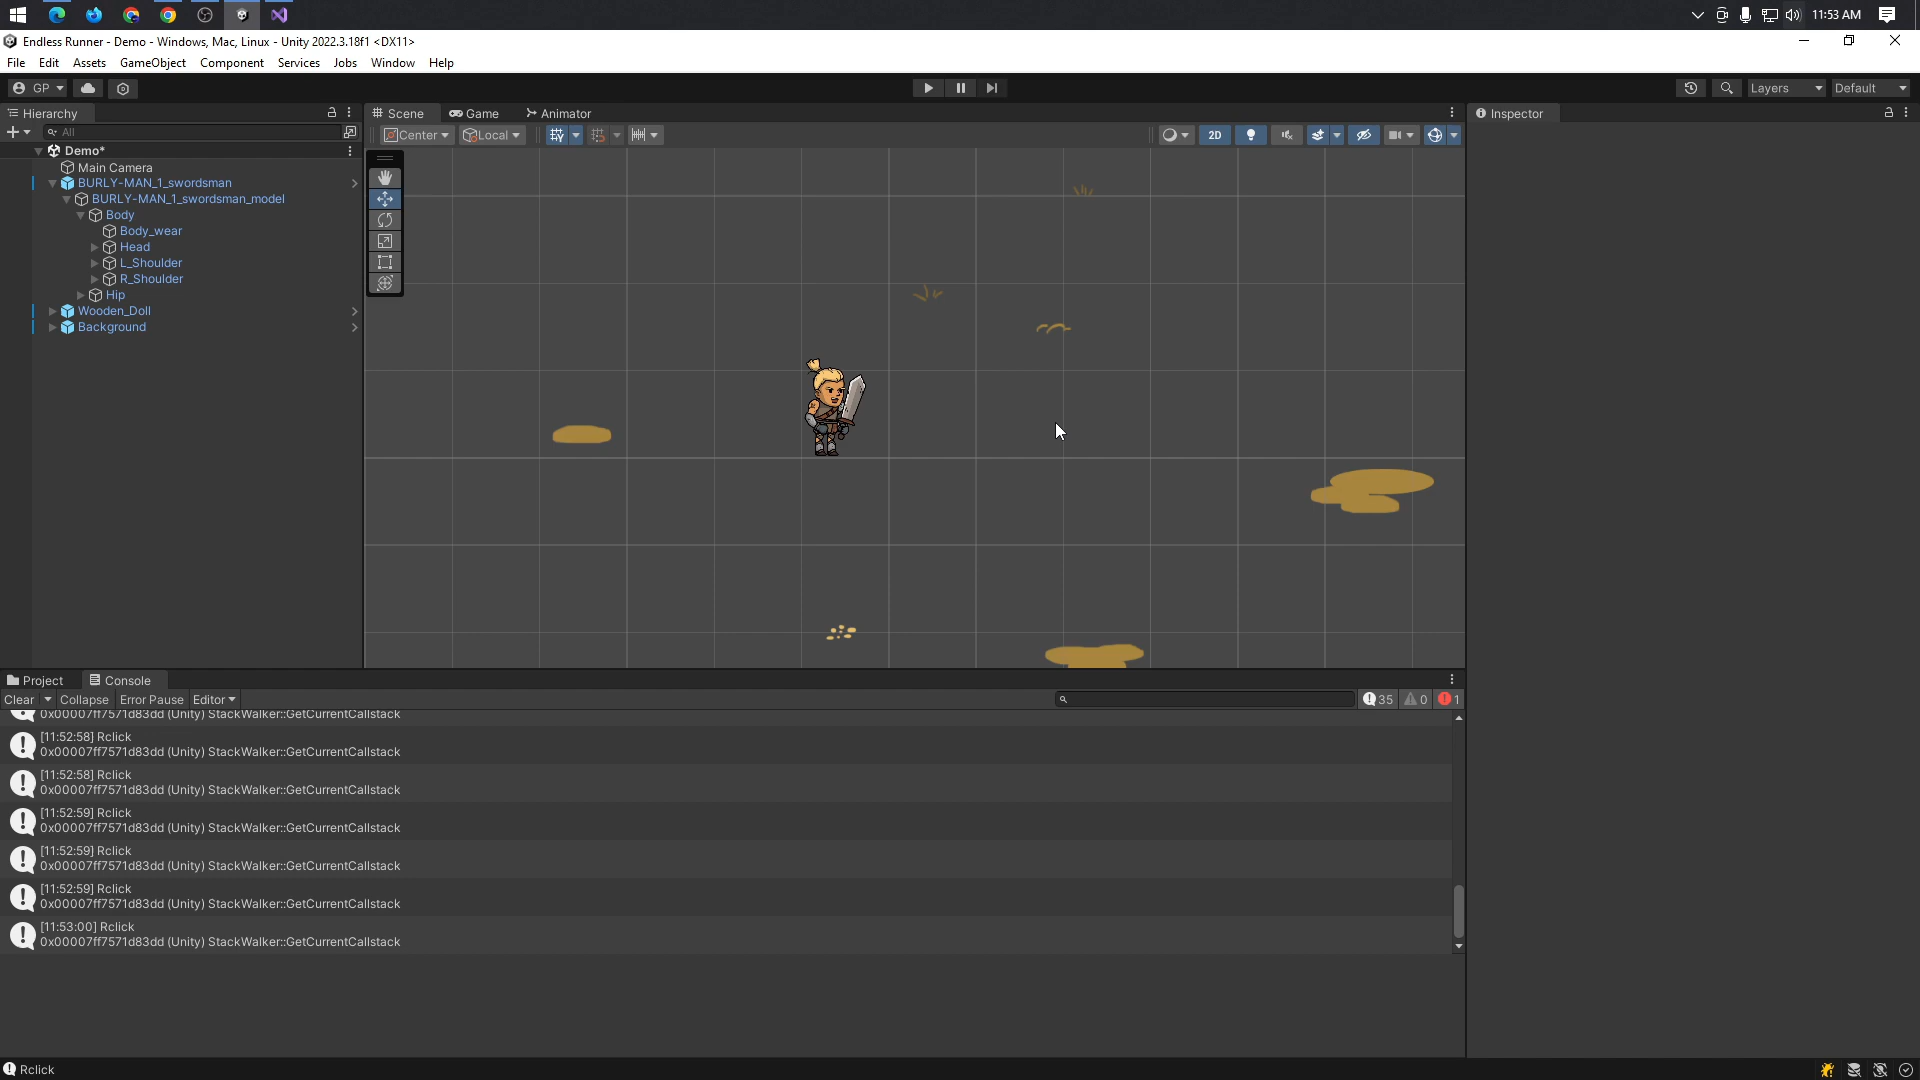 11:53 AM
Endless Runner - Demo - Windows, Mac, Linux - Unity 2022.3.18f1 <DX11>
File Edit Assets GameObject Component Services Jobs Window Help
GP
Layers
Default
Hierarchy
Scene
Game
Animator
Inspector
All
Center
Local
2D
Demo*
Main Camera
BURLY-MAN_1_swordsman
BURLY-MAN_1_swordsman_model
Body
Body_wear
Head
L_Shoulder
R_Shoulder
Hip
Wooden_Doll
Background
Project
Console
Clear
Collapse
Error Pause
Editor
35
0
1
0x00007ff7571d83dd (Unity) StackWalker::GetCurrentCallstack
[11:52:58] Rclick
0x00007ff7571d83dd (Unity) StackWalker::GetCurrentCallstack
[11:52:58] Rclick
0x00007ff7571d83dd (Unity) StackWalker::GetCurrentCallstack
[11:52:59] Rclick
0x00007ff7571d83dd (Unity) StackWalker::GetCurrentCallstack
[11:52:59] Rclick
0x00007ff7571d83dd (Unity) StackWalker::GetCurrentCallstack
[11:52:59] Rclick
0x00007ff7571d83dd (Unity) StackWalker::GetCurrentCallstack
[11:53:00] Rclick
0x00007ff7571d83dd (Unity) StackWalker::GetCurrentCallstack
Rclick